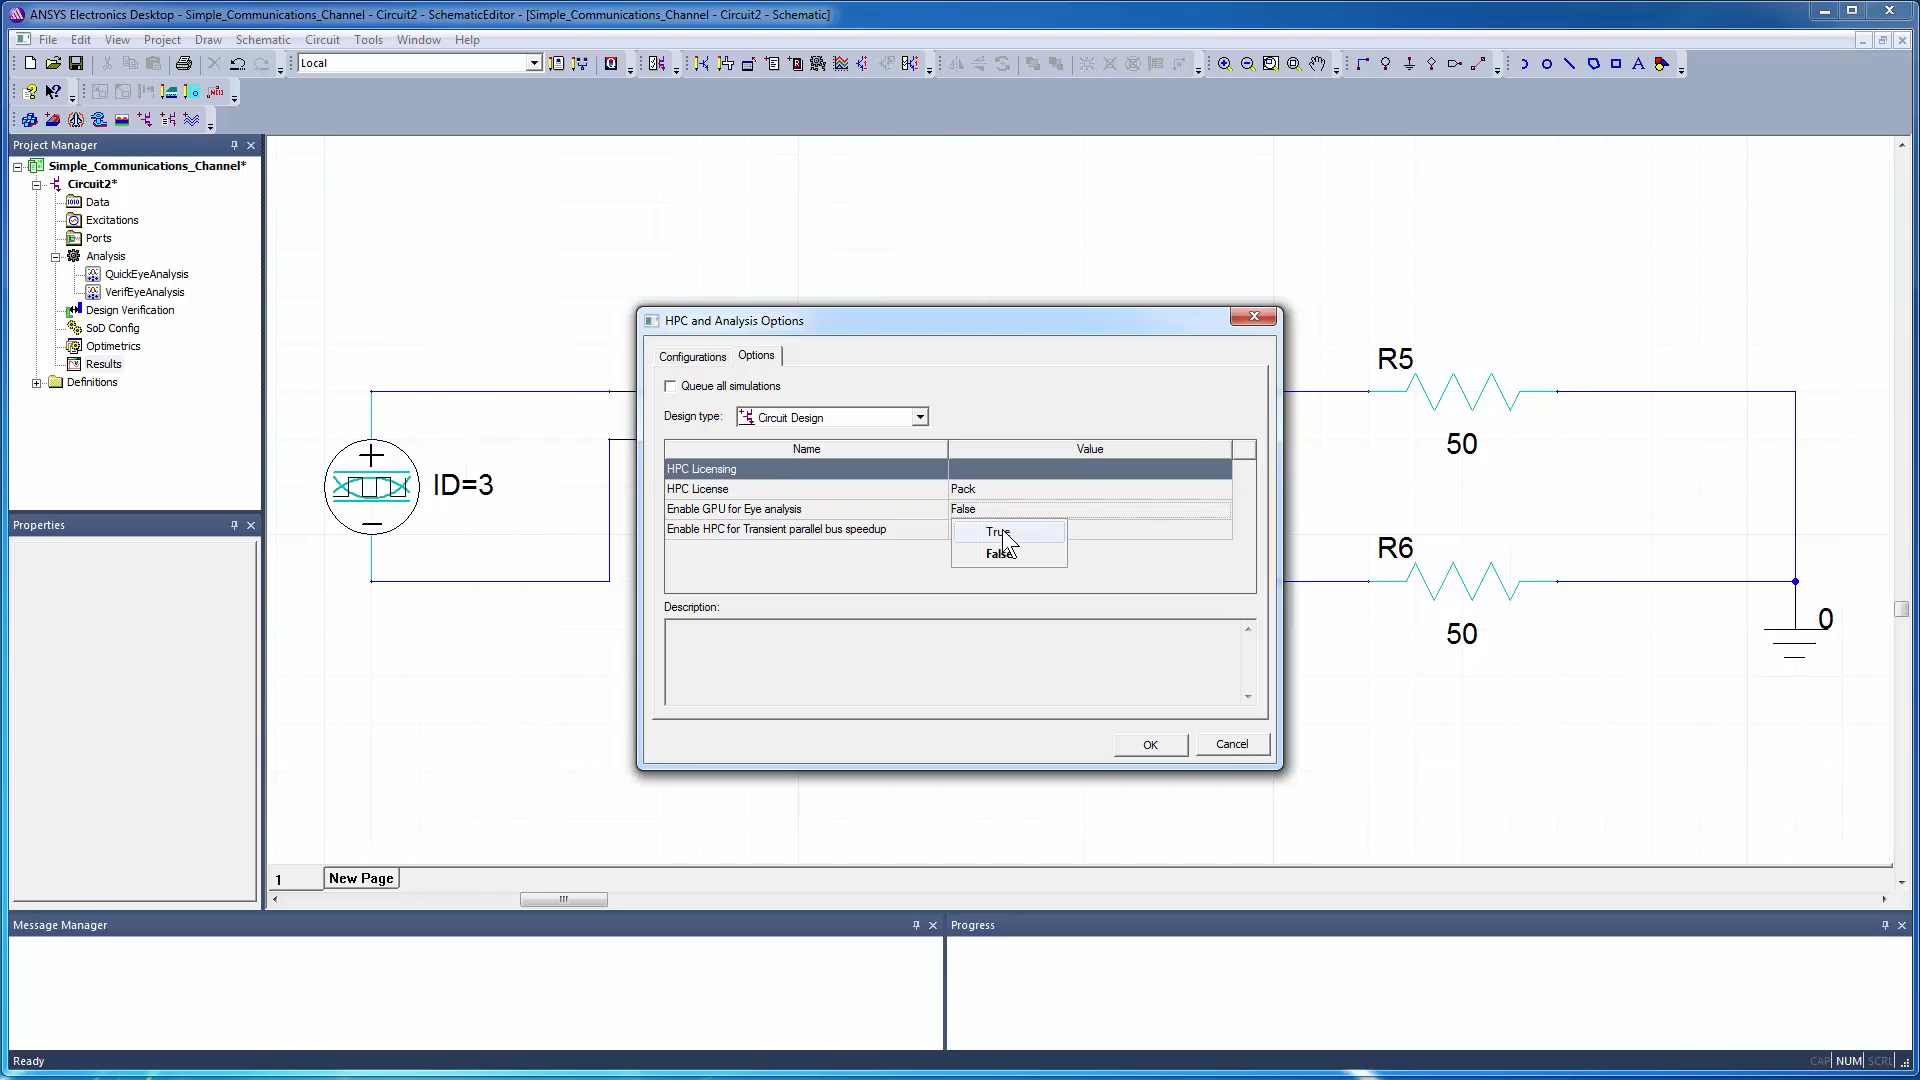 ANSYS Electronics Desktop - Simple_Communications_Channel - Circuit2 - SchematicEditor - [Simple_Communications_Channel - Circuit2 - Schematic]
File Edit View Project Draw Schematic Circuit Tools Window Help
Local
Project Manager
Simple_Communications_Channel*
Circuit2*
Data
Excitations
Ports
Analysis
QuickEyeAnalysis
VerifEyeAnalysis
Design Verification
SoD Config
Optimetrics
Results
Definitions
Properties
ID=3
HPC and Analysis Options
Configurations Options
Queue all simulations
Design type: Circuit Design
Name Value
HPC Licensing
HPC License Pack
Enable GPU for Eye analysis False
Enable HPC for Transient parallel bus speedup
True
False
Description:
OK Cancel
R5
50
R6
50
0
1 New Page
Message Manager
Progress
Ready
CAP NUM SCRL